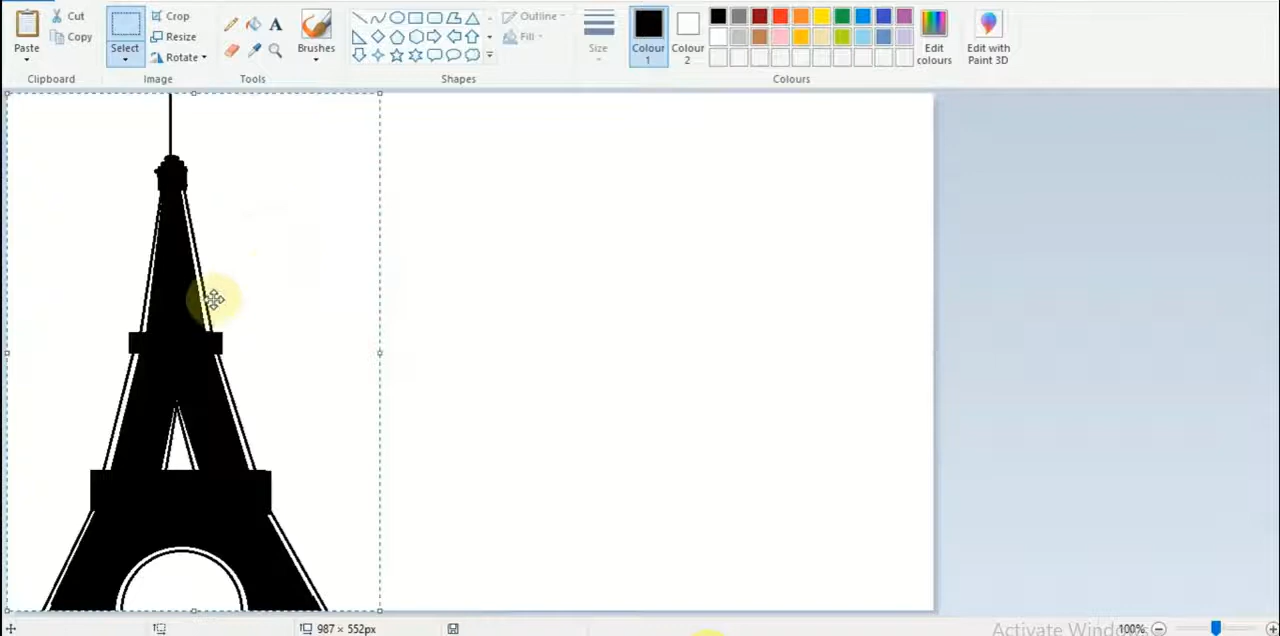 Paste
Cut
Copy
Clipboard
Select
Crop
Resize
Rotate
Image
A
Tools
Brushes
Shapes
Outline
Fill
Size
Colour
1
Colour
2
Colours
Edit
colours
Edit with
Paint 3D
987 × 552px
100%
Activate Windows